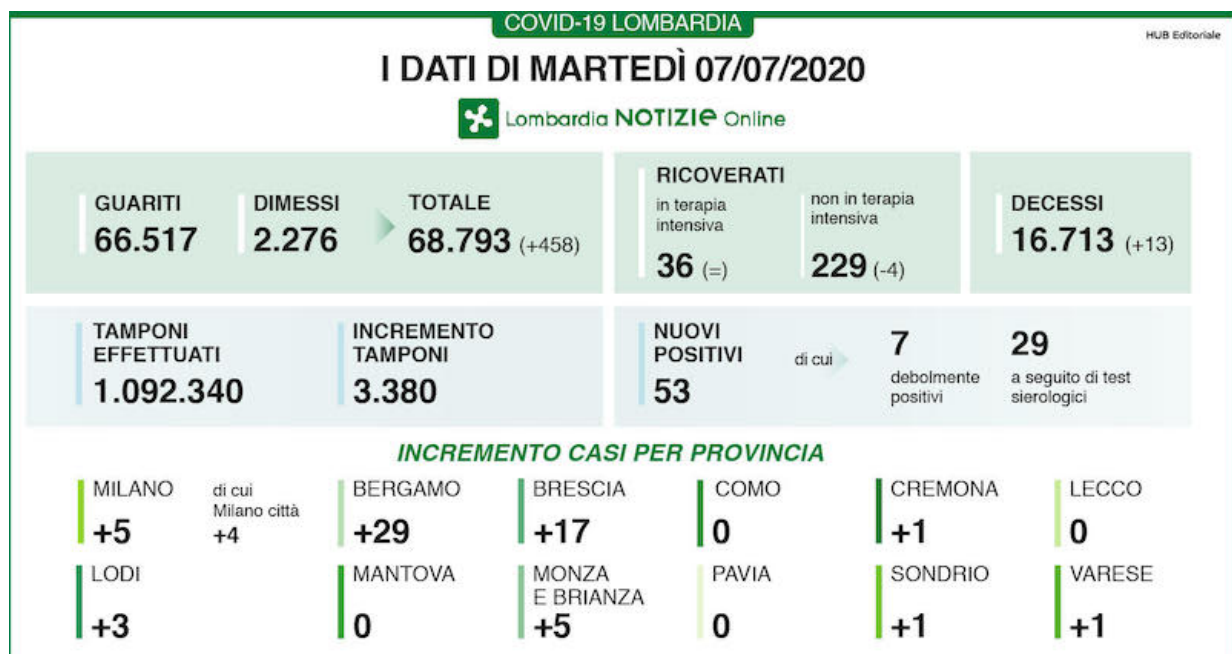 COVID-19 LOMBARDIA
HUB Editoriale
I DATI DI MARTEDÌ 07/07/2020
Lombardia NOTIZIE Online
GUARITI
66.517
DIMESSI
2.276
TOTALE
68.793 (+458)
RICOVERATI
in terapia
intensiva
36 (=)
non in terapia
intensiva
229 (-4)
DECESSI
16.713 (+13)
TAMPONI
EFFETTUATI
1.092.340
INCREMENTO
TAMPONI
3.380
NUOVI
POSITIVI
53
di cui
7
debolmente
positivi
29
a seguito di test
sierologici
INCREMENTO CASI PER PROVINCIA
MILANO
+5
di cui
Milano città
+4
BERGAMO
+29
BRESCIA
+17
COMO
0
CREMONA
+1
LECCO
0
LODI
+3
MANTOVA
0
MONZA
E BRIANZA
+5
PAVIA
0
SONDRIO
+1
VARESE
+1